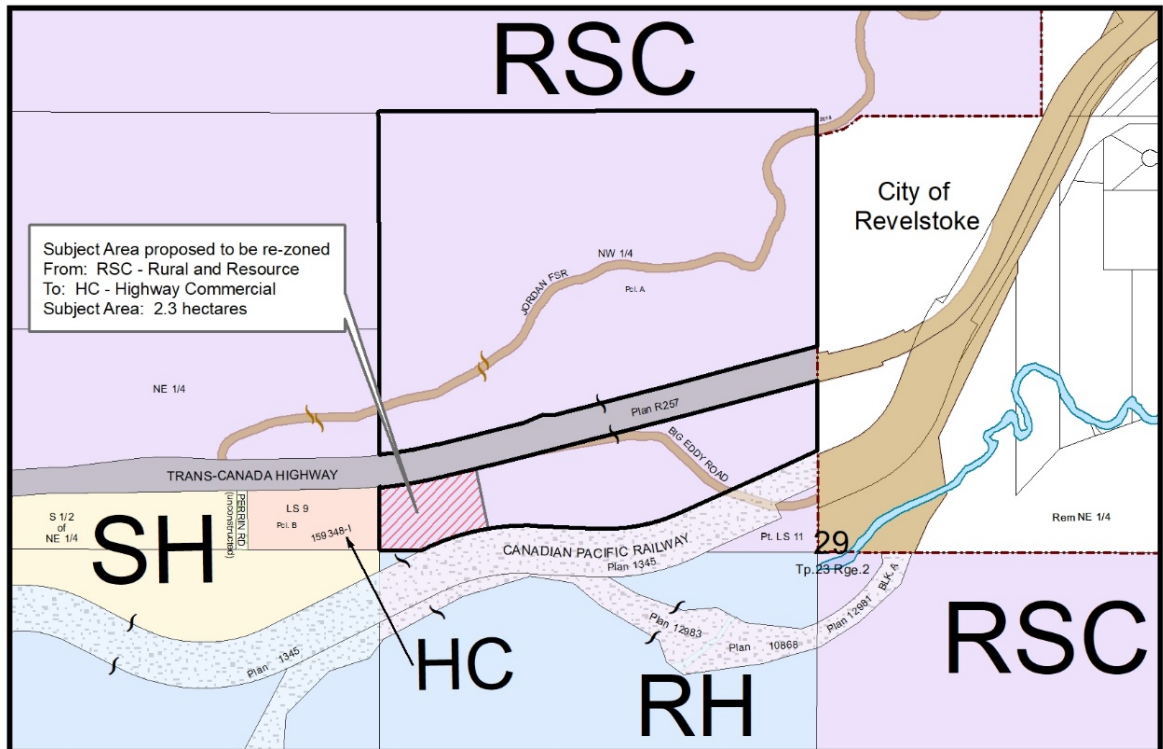 RSC
City of
Revelstoke
Subject Area proposed to be re-zoned
From: RSC - Rural and Resource
To: HC - Highway Commercial
Subject Area: 2.3 hectares
NW 1/4
Pcl. A
JORDAN FSR
NE 1/4
Plan R257
BIG EDDY ROAD
TRANS-CANADA HIGHWAY
S 1/2
of
NE 1/4
PERRIN RD
(unconstructed)
LS 9
Pcl. B
159348-I
SH
CANADIAN PACIFIC RAILWAY
Plan 1345
Pt. LS 11
29
Tp.23 Rge.2
Rem NE 1/4
Plan 12981 BLK. A
Plan 12983
Plan 10868
Plan 1345
HC
RH
RSC